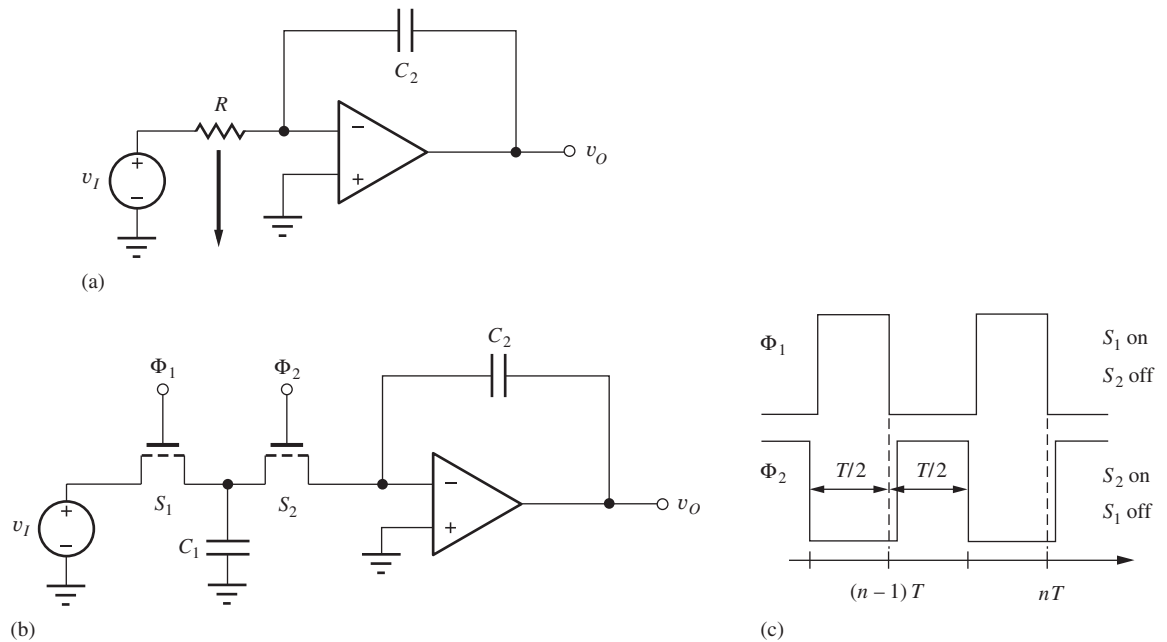 C2
R
−
+
vO
+
−
vI
(a)
C2
Φ1
Φ2
S1
S2
−
+
vO
+
−
vI
C1
(b)
Φ1
S1 on
S2 off
Φ2
T/2
T/2
S2 on
S1 off
(n – 1) T
nT
(c)